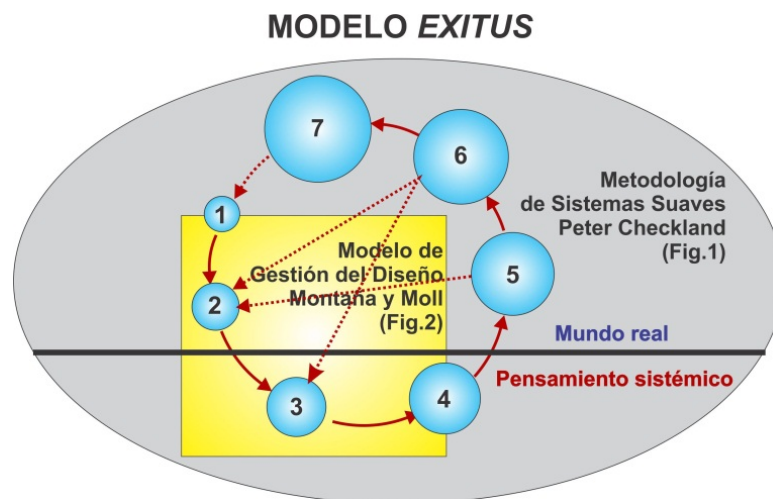 MODELO EXITUS
7
6
Metodología
de Sistemas Suaves
Peter Checkland
(Fig.1)
1
Modelo de
Gestión del Diseño
Montaña y Moll
(Fig.2)
5
2
Mundo real
Pensamiento sistémico
3
4